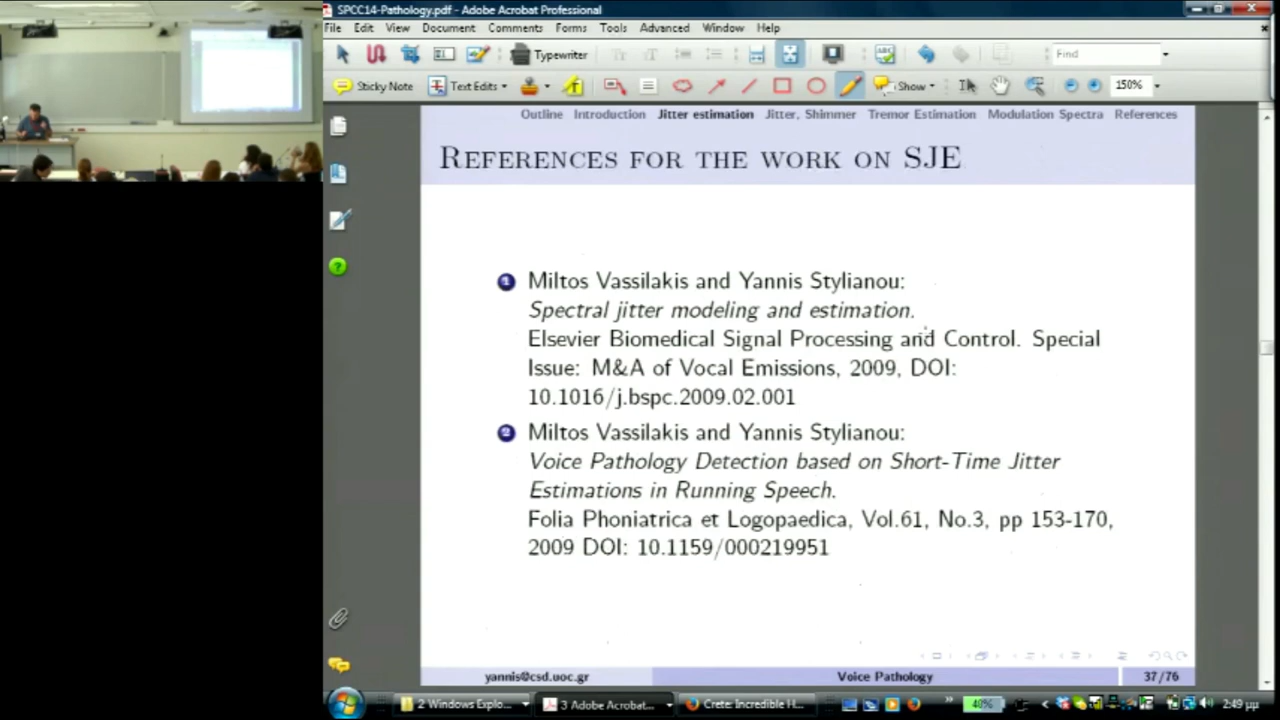 SPCC14-Pathology.pdf - Adobe Acrobat Professional
File Edit View Document Comments Forms Tools Advanced Window Help
Typewriter
Find
Sticky Note
Text Edits
Show
150%
Outline Introduction Jitter estimation Jitter, Shimmer Tremor Estimation Modulation Spectra References
References for the work on SJE
1 Miltos Vassilakis and Yannis Stylianou:
Spectral jitter modeling and estimation.
Elsevier Biomedical Signal Processing and Control. Special
Issue: M&A of Vocal Emissions, 2009, DOI:
10.1016/j.bspc.2009.02.001
2 Miltos Vassilakis and Yannis Stylianou:
Voice Pathology Detection based on Short-Time Jitter
Estimations in Running Speech.
Folia Phoniatrica et Logopaedica, Vol.61, No.3, pp 153-170,
2009 DOI: 10.1159/000219951
yannis@csd.uoc.gr
Voice Pathology
37/76
2 Windows Explo...
3 Adobe Acrobat...
Crete: Incredible H...
40%
2:49 μμ